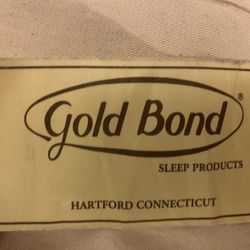 Gold Bond®
SLEEP PRODUCTS
HARTFORD CONNECTICUT